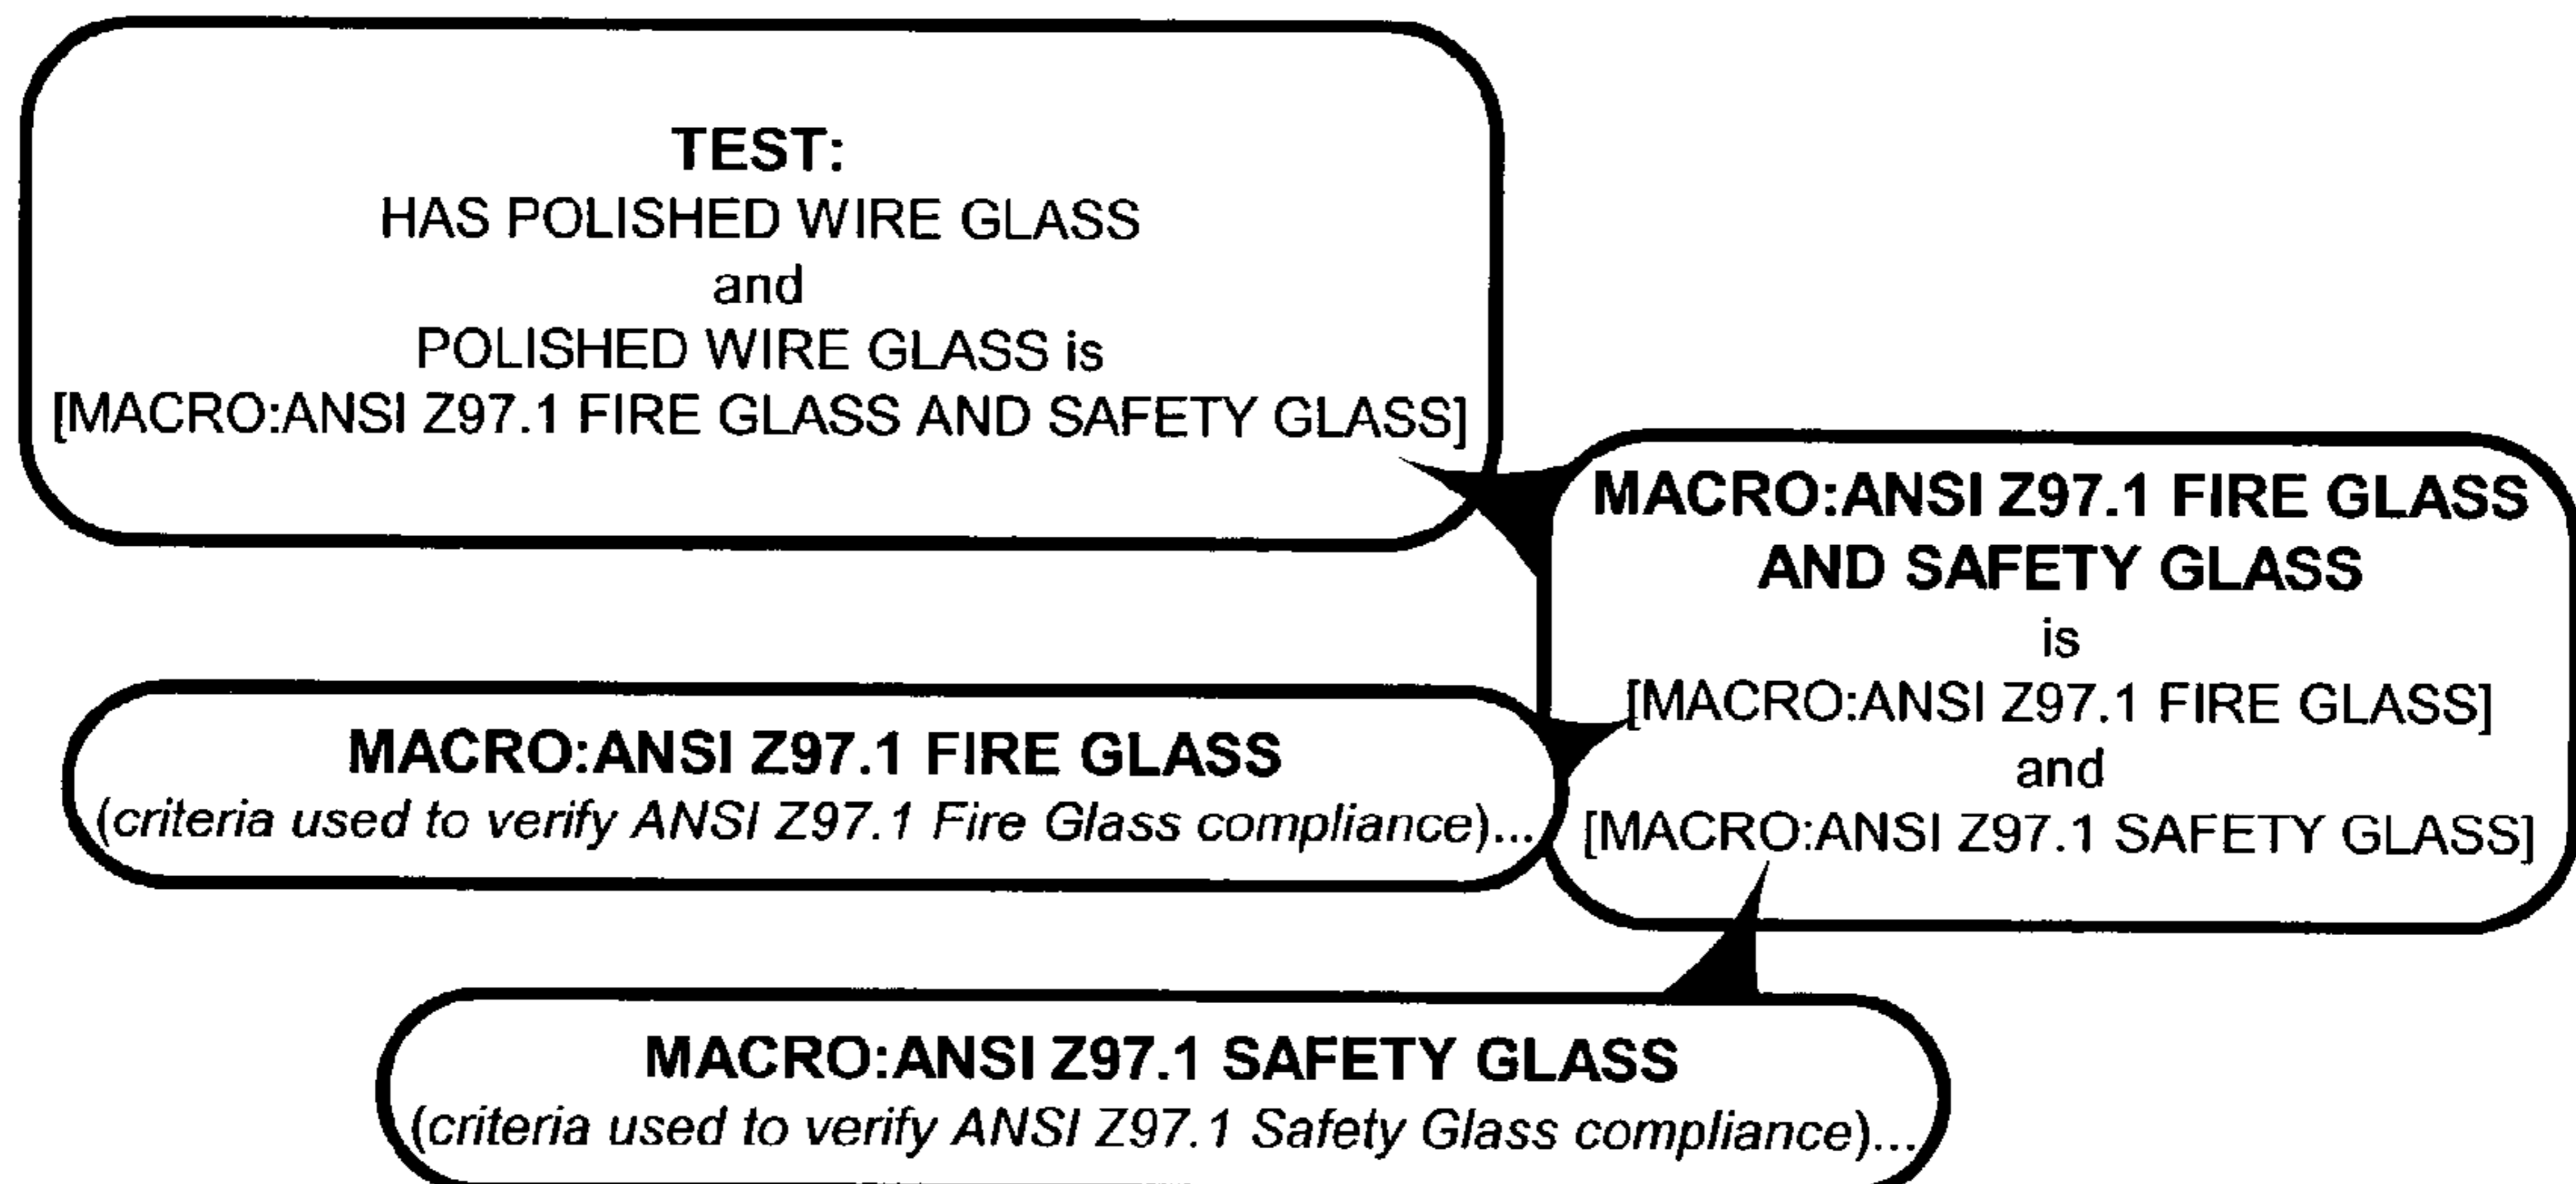 TEST:
HAS POLISHED WIRE GLASS
and
POLISHED WIRE GLASS is
[MACRO:ANSI Z97.1 FIRE GLASS AND SAFETY GLASS]
MACRO:ANSI Z97.1 FIRE GLASS
AND SAFETY GLASS
is
[MACRO:ANSI Z97.1 FIRE GLASS]
and
[MACRO:ANSI Z97.1 SAFETY GLASS]
MACRO:ANSI Z97.1 FIRE GLASS
(criteria used to verify ANSI Z97.1 Fire Glass compliance)...
MACRO:ANSI Z97.1 SAFETY GLASS
(criteria used to verify ANSI Z97.1 Safety Glass compliance)...